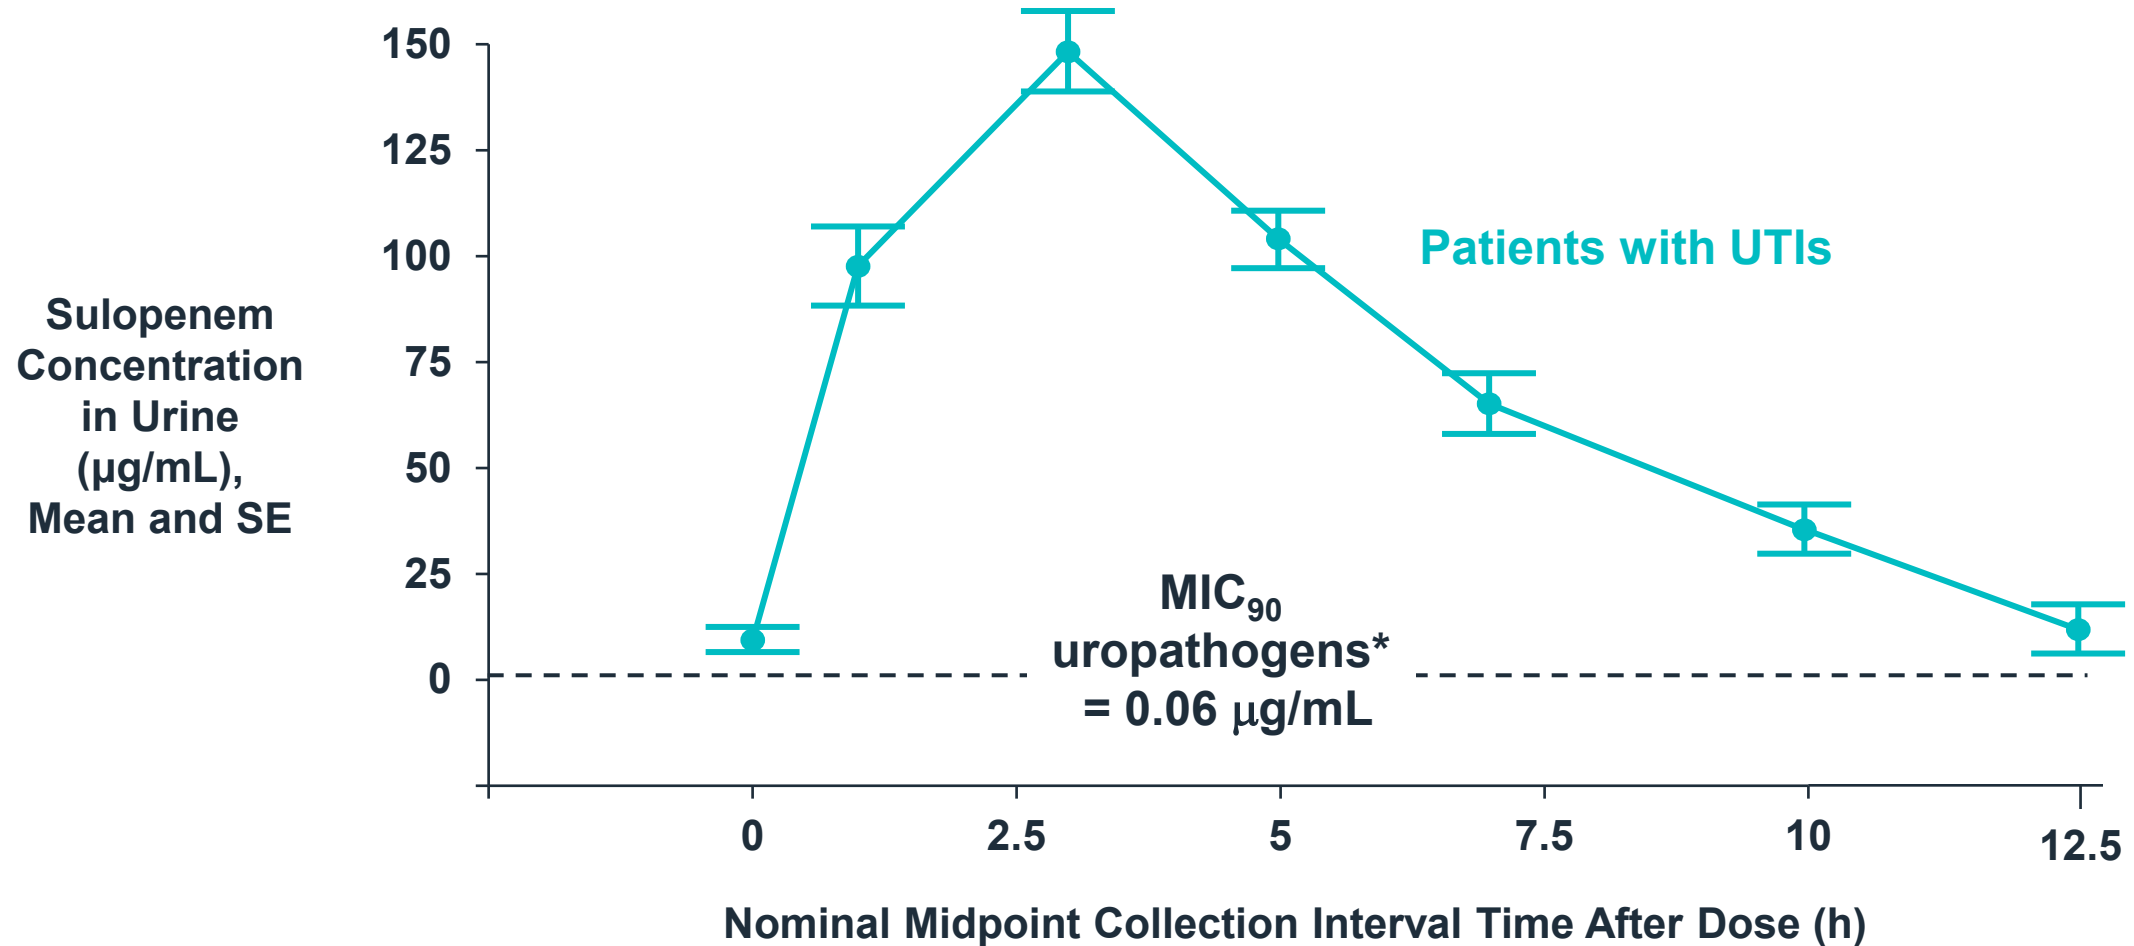 150
125
100
75
50
25
0
Sulopenem
Concentration
in Urine
(µg/mL),
Mean and SE
Patients with UTIs
MIC90
uropathogens*
= 0.06 µg/mL
0
2.5
5
7.5
10
12.5
Nominal Midpoint Collection Interval Time After Dose (h)